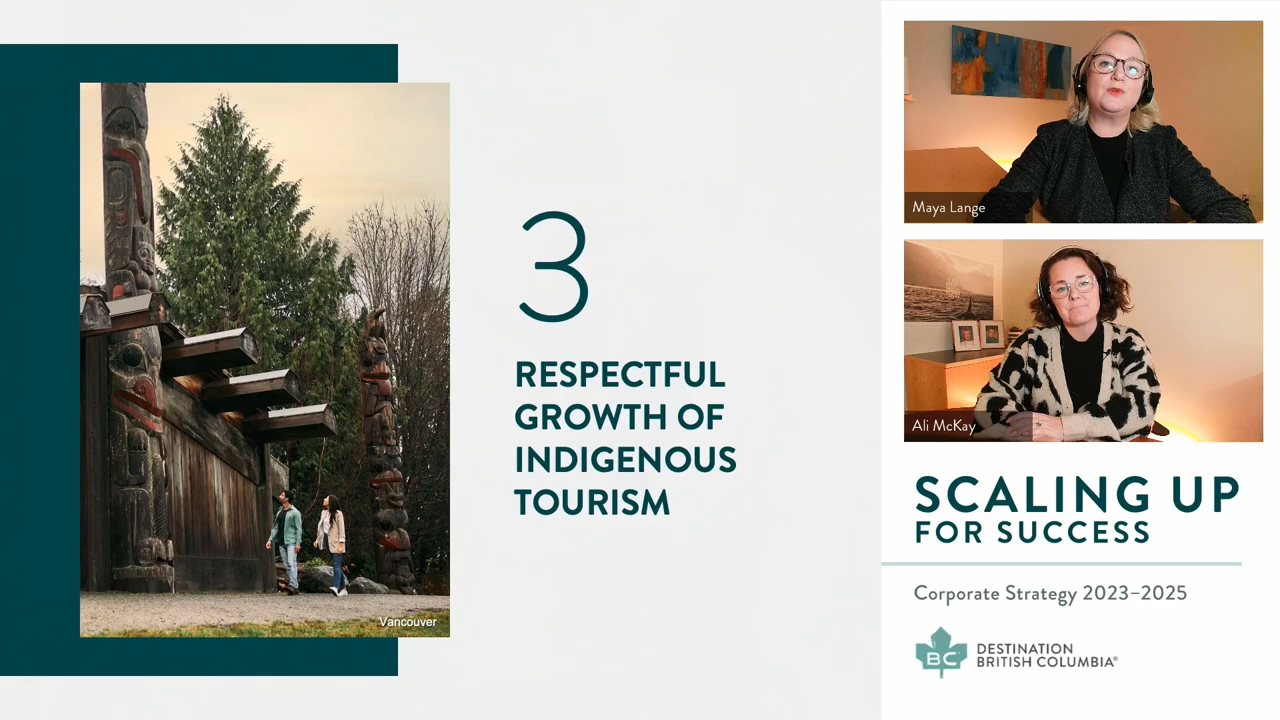 3
RESPECTFUL
GROWTH OF
INDIGENOUS
TOURISM
Vancouver
Maya Lange
Ali McKay
SCALING UP
FOR SUCCESS
Corporate Strategy 2023–2025
BC
DESTINATION
BRITISH COLUMBIA®